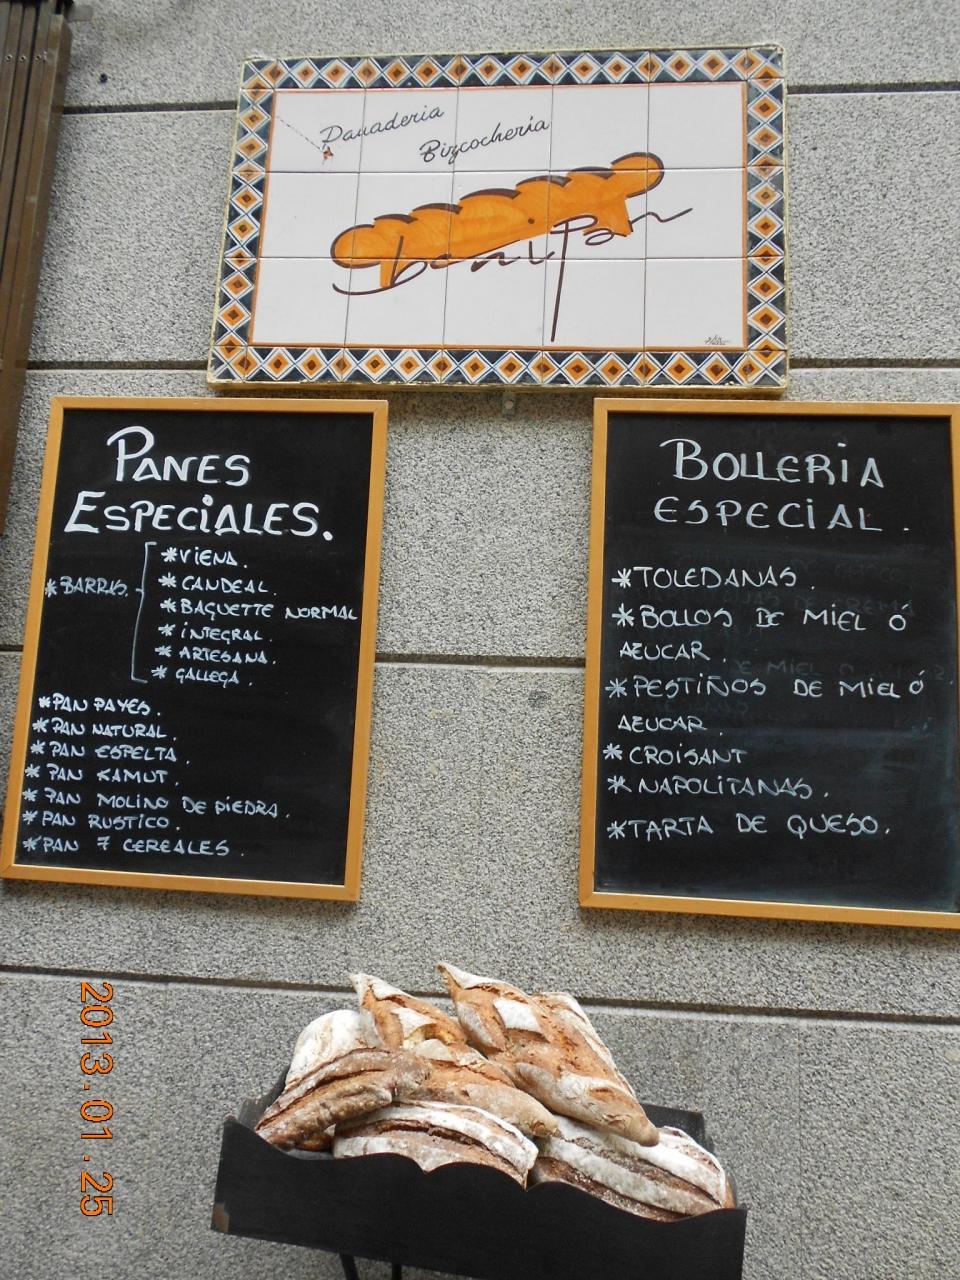 Panaderia
Bizcocheria
benipan
PANES
ESPECIALES.
*BARRAS.
*VIENA.
*CANDEAL.
*BAQUETTE NORMAL
*INTEGRAL.
*ARTESANA.
*GALLEGA.
*PAN PAYES.
*PAN NATURAL.
*PAN ESPELTA.
*PAN KAMUT.
*PAN MOLINO DE PIEDRA.
*PAN RUSTICO.
*PAN 7 CEREALES.
BOLLERIA
ESPECIAL.
*TOLEDANAS.
*BOLLOS DE MIEL Ó
AZUCAR.
*PESTIÑOS DE MIEL Ó
AZUCAR.
*CROISANT
*NAPOLITANAS.
*TARTA DE QUESO.
2013.01.25